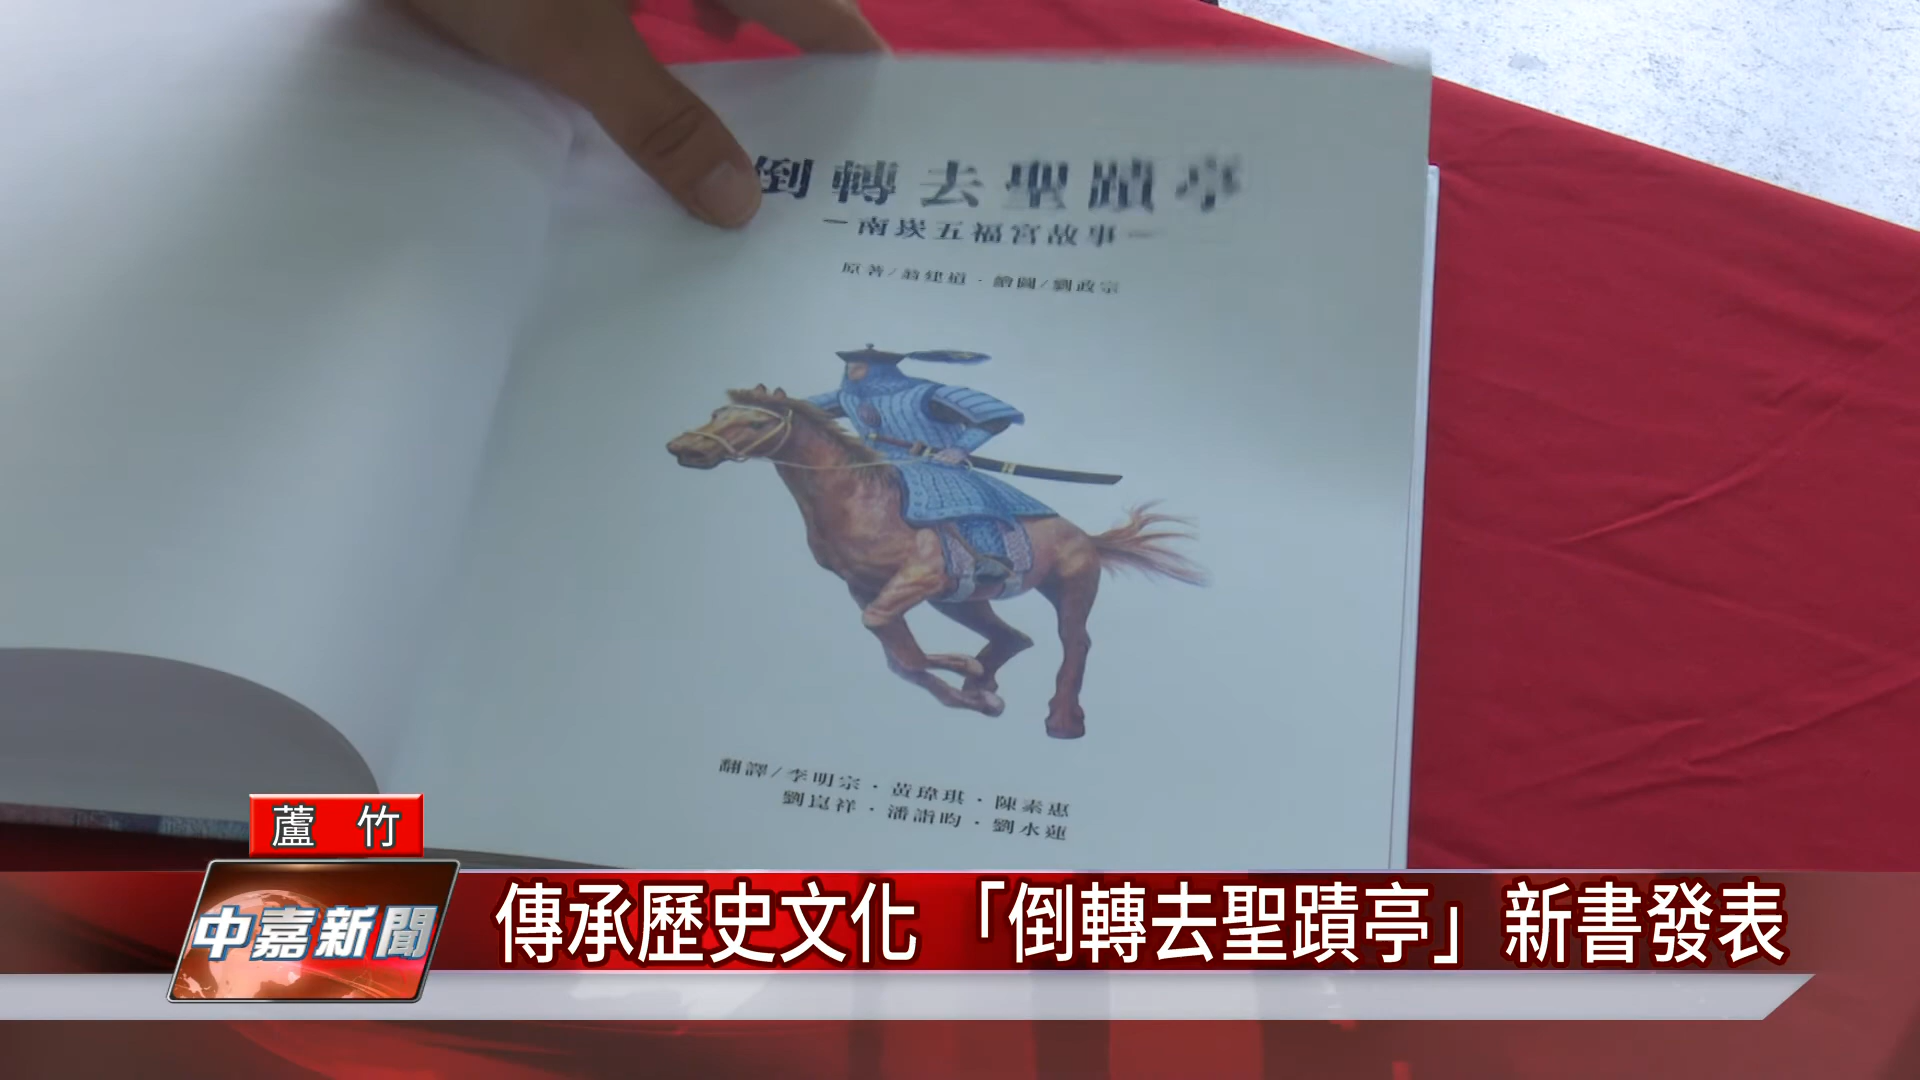 倒轉去聖蹟亭
－南崁五福宮故事－
原著/翁建道·繪圖/劉政宗
翻譯/李明宗·黃瑋琪·陳素惠
劉崑祥·潘詣昀·劉水蓮
蘆竹
中嘉新聞
傳承歷史文化 「倒轉去聖蹟亭」新書發表